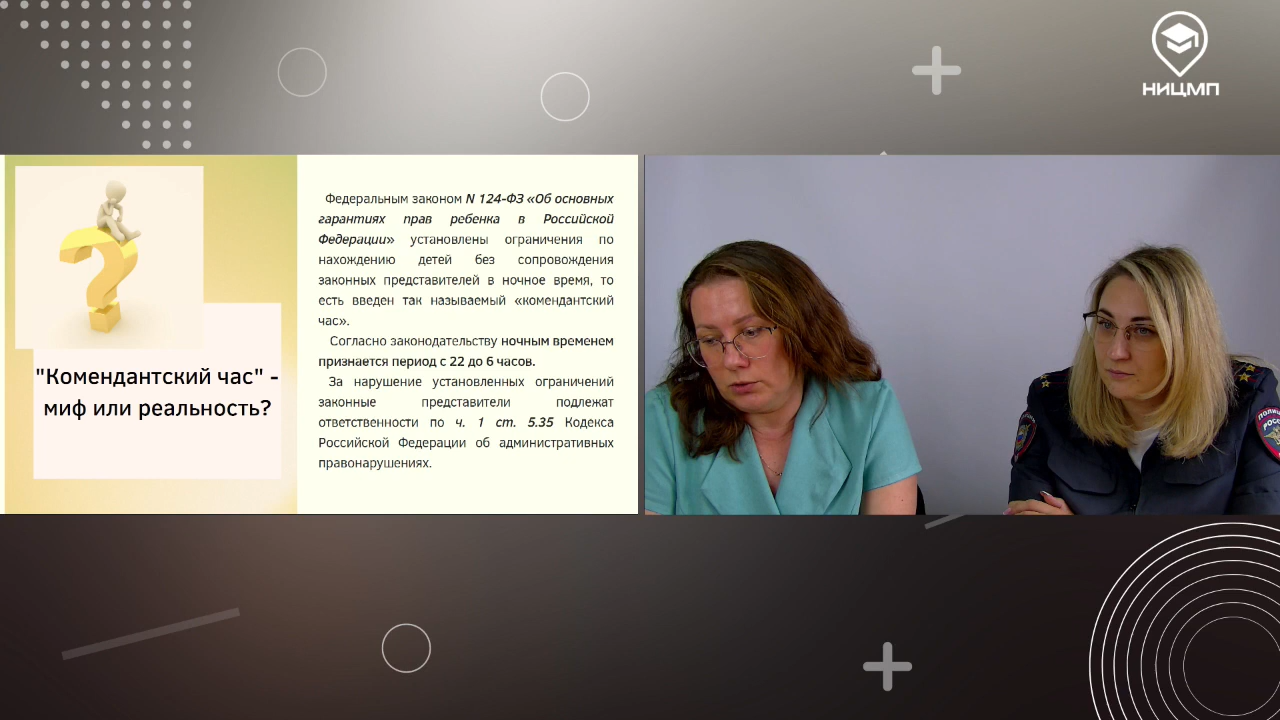 НИЦМП
"Комендантский час" -
миф или реальность?
Федеральным законом N 124-ФЗ «Об основных
гарантиях прав ребенка в Российской
Федерации» установлены ограничения по
нахождению детей без сопровождения
законных представителей в ночное время, то
есть введен так называемый «комендантский
час».
Согласно законодательству ночным временем
признается период с 22 до 6 часов.
За нарушение установленных ограничений
законные представители подлежат
ответственности по ч. 1 ст. 5.35 Кодекса
Российской Федерации об административных
правонарушениях.